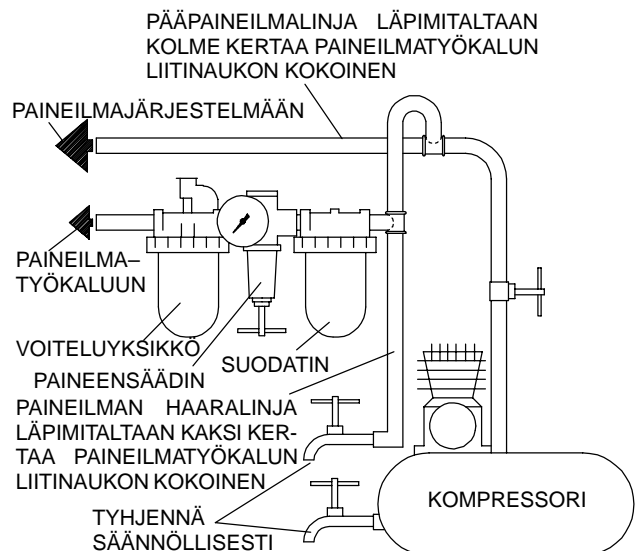 PÄÄPAINEILMALINJA LÄPIMITALTAAN
KOLME KERTAA PAINEILMATYÖKALUN
LIITINAUKON KOKOINEN
PAINEILMAJÄRJESTELMÄÄN
PAINEILMA–
TYÖKALUUN
VOITELUYKSIKKÖ
SUODATIN
PAINEENSÄÄDIN
PAINEILMAN HAARALINJA
LÄPIMITALTAAN KAKSI KER-
TAA PAINEILMATYÖKALUN
LIITINAUKON KOKOINEN
KOMPRESSORI
TYHJENNÄ
SÄÄNNÖLLISESTI